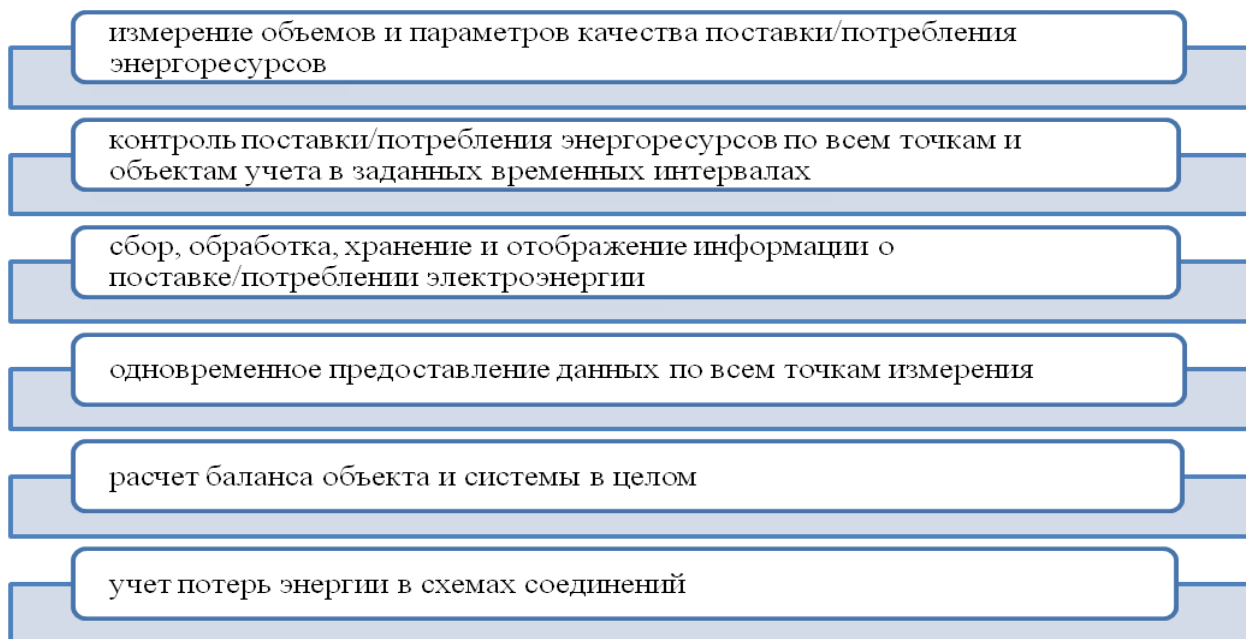 измерение объемов и параметров качества поставки/потребления
энергоресурсов
контроль поставки/потребления энергоресурсов по всем точкам и
объектам учета в заданных временных интервалах
сбор, обработка, хранение и отображение информации о
поставке/потреблении электроэнергии
одновременное предоставление данных по всем точкам измерения
расчет баланса объекта и системы в целом
учет потерь энергии в схемах соединений